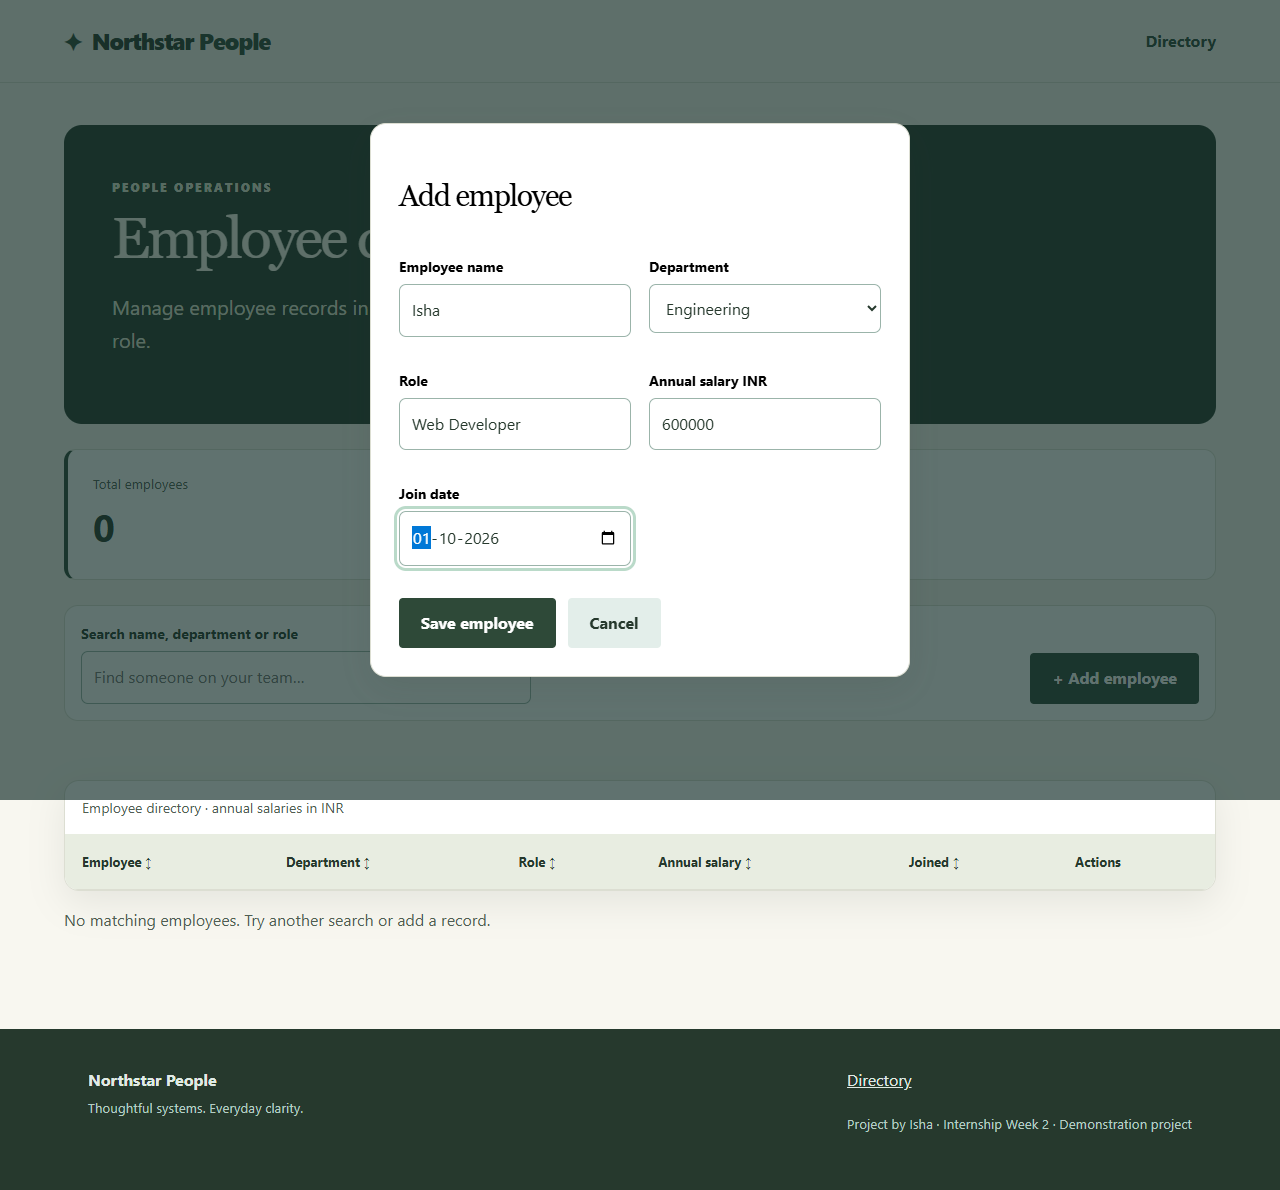 ✦ Northstar People
Directory
PEOPLE OPERATIONS
Employee
Manage employee records in
role.
Add employee
Employee name
Department
Isha
Engineering
Role
Annual salary INR
Web Developer
600000
Join date
01-10-2026
Save employee
Cancel
Total employees
0
Search name, department or role
Find someone on your team...
+ Add employee
Employee directory · annual salaries in INR
Employee ↕ Department ↕ Role ↕ Annual salary ↕ Joined ↕ Actions
No matching employees. Try another search or add a record.
Northstar People
Thoughtful systems. Everyday clarity.
Directory
Project by Isha · Internship Week 2 · Demonstration project